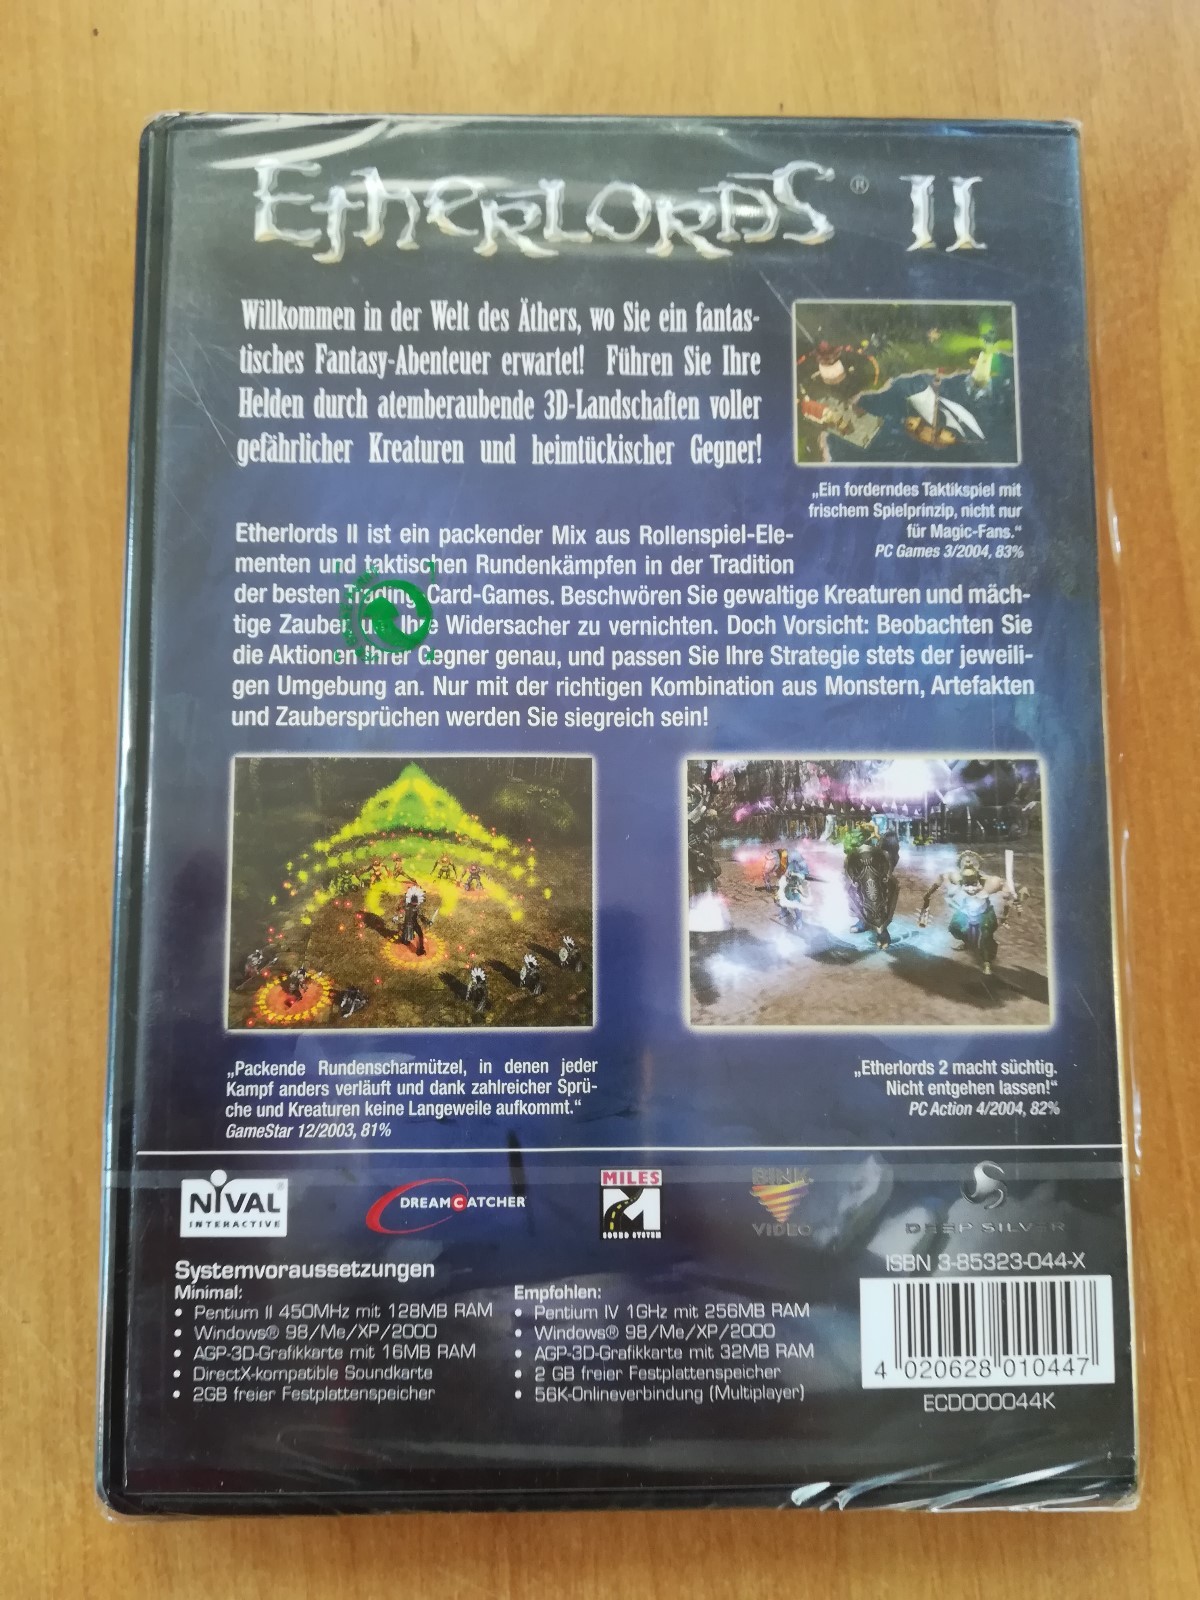 EtherLords® II
Willkommen in der Welt des Äthers, wo Sie ein fantas-
tisches Fantasy-Abenteuer erwartet! Führen Sie Ihre
Helden durch atemberaubende 3D-Landschaften voller
gefährlicher Kreaturen und heimtückischer Gegner!
„Ein forderndes Taktikspiel mit
frischem Spielprinzip, nicht nur
für Magic-Fans.“
PC Games 3/2004, 83%
Etherlords II ist ein packender Mix aus Rollenspiel-Ele-
menten und taktischen Rundenkämpfen in der Tradition
der besten Trading-Card-Games. Beschwören Sie gewaltige Kreaturen und mäch-
tige Zauber, um Ihre Widersacher zu vernichten. Doch Vorsicht: Beobachten Sie
die Aktionen Ihrer Gegner genau, und passen Sie Ihre Strategie stets der jeweili-
gen Umgebung an. Nur mit der richtigen Kombination aus Monstern, Artefakten
und Zaubersprüchen werden Sie siegreich sein!
„Packende Rundenscharmützel, in denen jeder
Kampf anders verläuft und dank zahlreicher Sprü-
che und Kreaturen keine Langeweile aufkommt.“
GameStar 12/2003, 81%
„Etherlords 2 macht süchtig.
Nicht entgehen lassen!“
PC Action 4/2004, 82%
NIVAL
INTERACTIVE
DREAMCATCHER
MILES
SOUND SYSTEM
BINK
VIDEO
DEEP SILVER
Systemvoraussetzungen
Minimal:
• Pentium II 450MHz mit 128MB RAM
• Windows® 98/Me/XP/2000
• AGP-3D-Grafikkarte mit 16MB RAM
• DirectX-kompatible Soundkarte
• 2GB freier Festplattenspeicher
Empfohlen:
• Pentium IV 1GHz mit 256MB RAM
• Windows® 98/Me/XP/2000
• AGP-3D-Grafikkarte mit 32MB RAM
• 2 GB freier Festplattenspeicher
• 56K-Onlineverbindung (Multiplayer)
ISBN 3-85323-044-X
4 020628 010447
ECD000044K